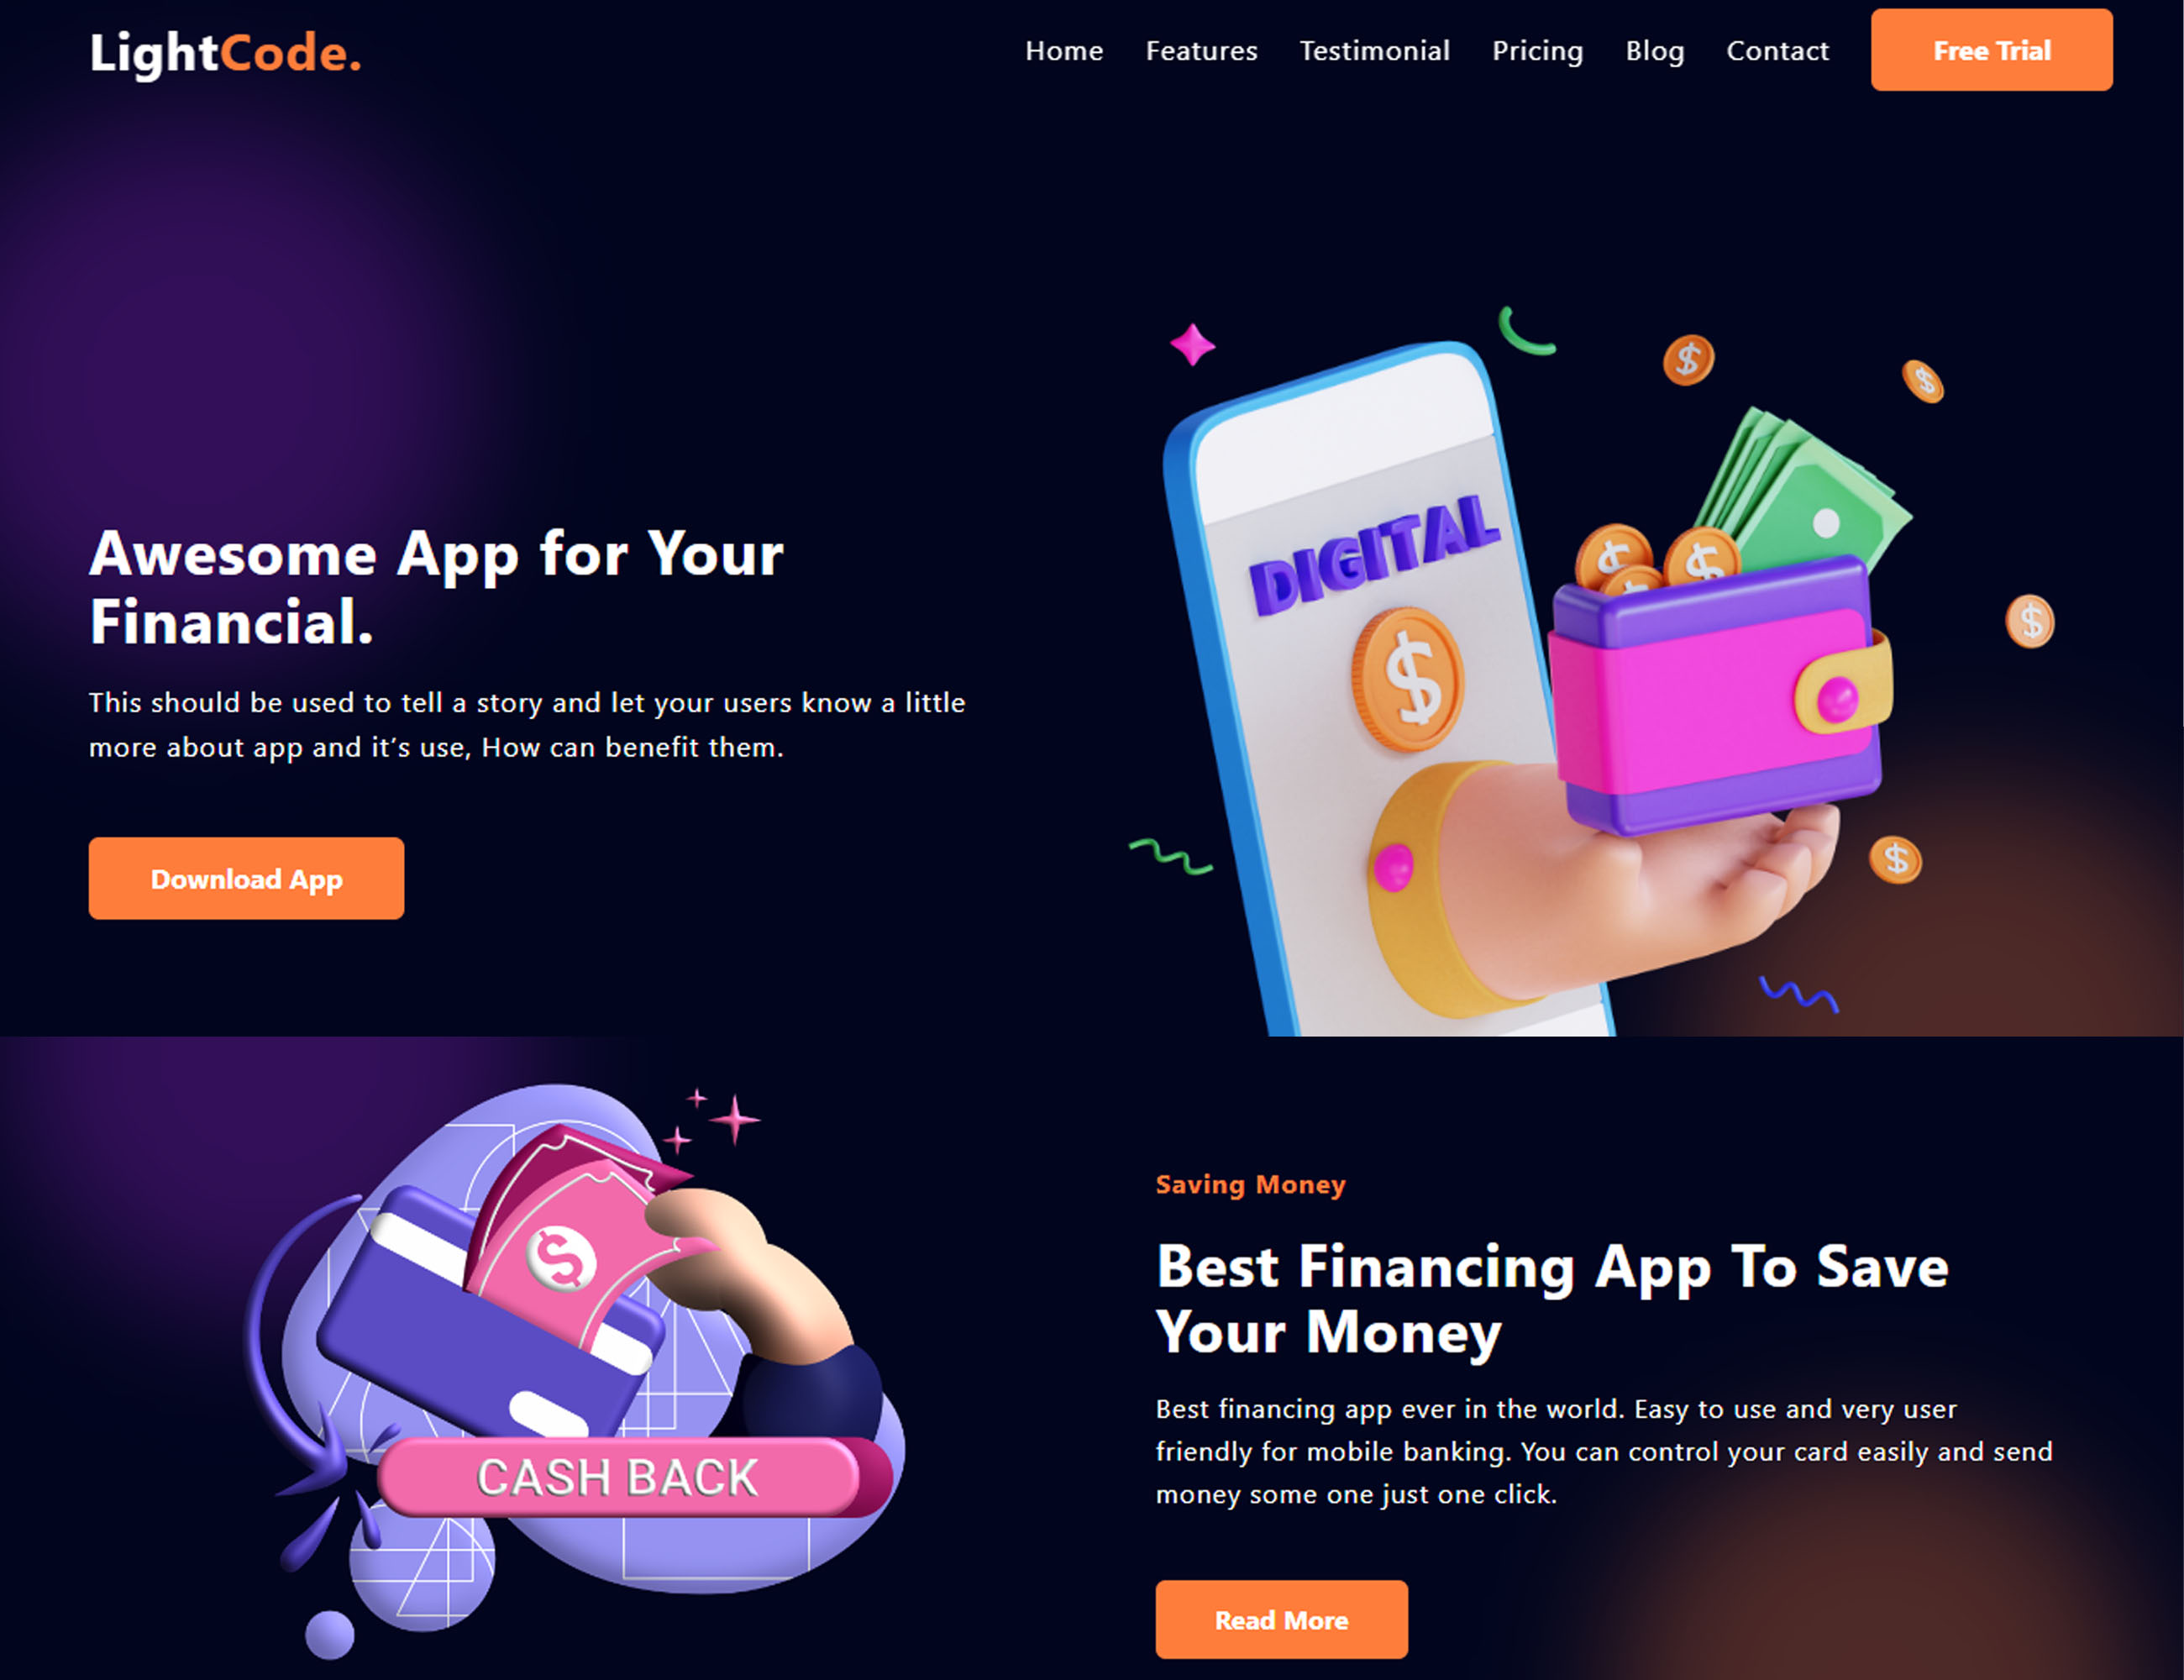 LightCode.
Home Features Testimonial Pricing Blog Contact Free Trial
DIGITAL
$
Awesome App for Your
Financial.
This should be used to tell a story and let your users know a little
more about app and it’s use, How can benefit them.
Download App
$
CASH BACK
Saving Money
Best Financing App To Save
Your Money
Best financing app ever in the world. Easy to use and very user
friendly for mobile banking. You can control your card easily and send
money some one just one click.
Read More